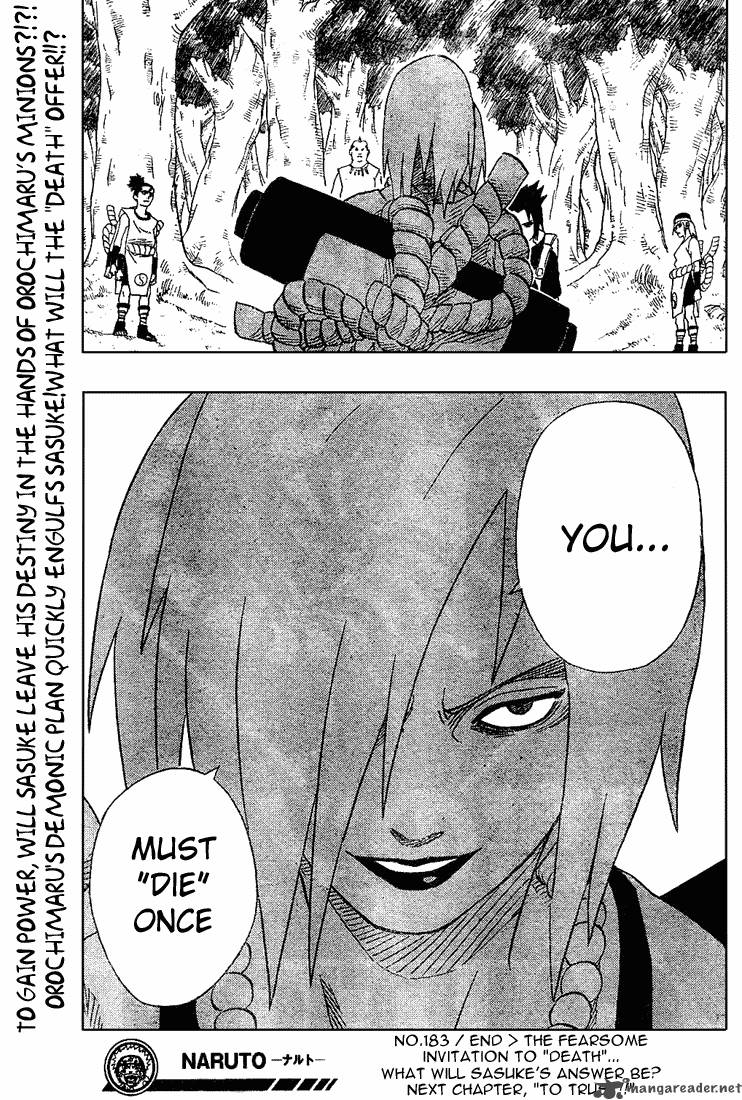 TO GAIN POWER, WILL SASUKE LEAVE HIS DESTINY IN THE HANDS OF OROCHIMARU'S MINIONS?!?!
OROCHIMARU'S DEMONIC PLAN QUICKLY ENGULFS SASUKE! WHAT WILL THE "DEATH" OFFER!!?
YOU...
MUST
"DIE"
ONCE
NARUTO —ナルト—
NO.183 / END > THE FEARSOME
INVITATION TO "DEATH"...
WHAT WILL SASUKE'S ANSWER BE?
NEXT CHAPTER, "TO
mangareader.net